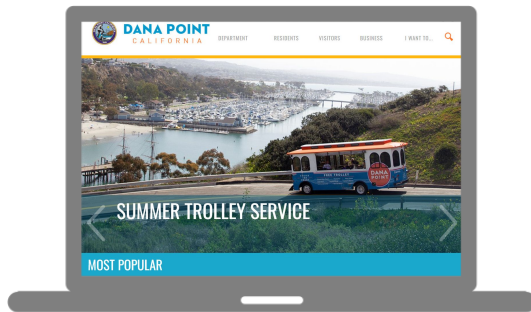 DANA POINT
CALIFORNIA
DEPARTMENT RESIDENTS VISITORS BUSINESS I WANT TO...
FREE TROLLEY
DANA
POINT
SUMMER TROLLEY SERVICE
MOST POPULAR